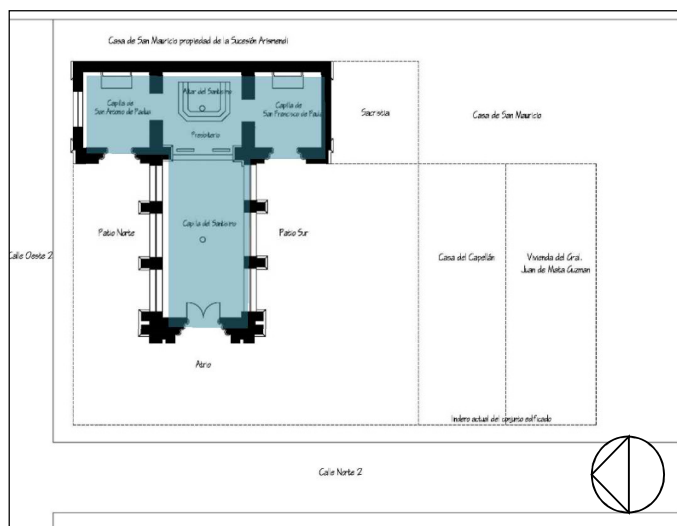 Casa de San Mauricio propiedad de la Sucesión Arismendi
Altar del Santísimo
Capilla de
San Antonio de Padua
Capilla de
San Francisco de Paula
Presbiterio
Sacristía
Casa de San Mauricio
Capilla del Santísimo
Patio Norte
Patio Sur
Calle Oeste 2
Casa del Capellán
Vivienda del Gral.
Juan de Mata Guzman
Atrio
lindero actual del conjunto edificado
Calle Norte 2